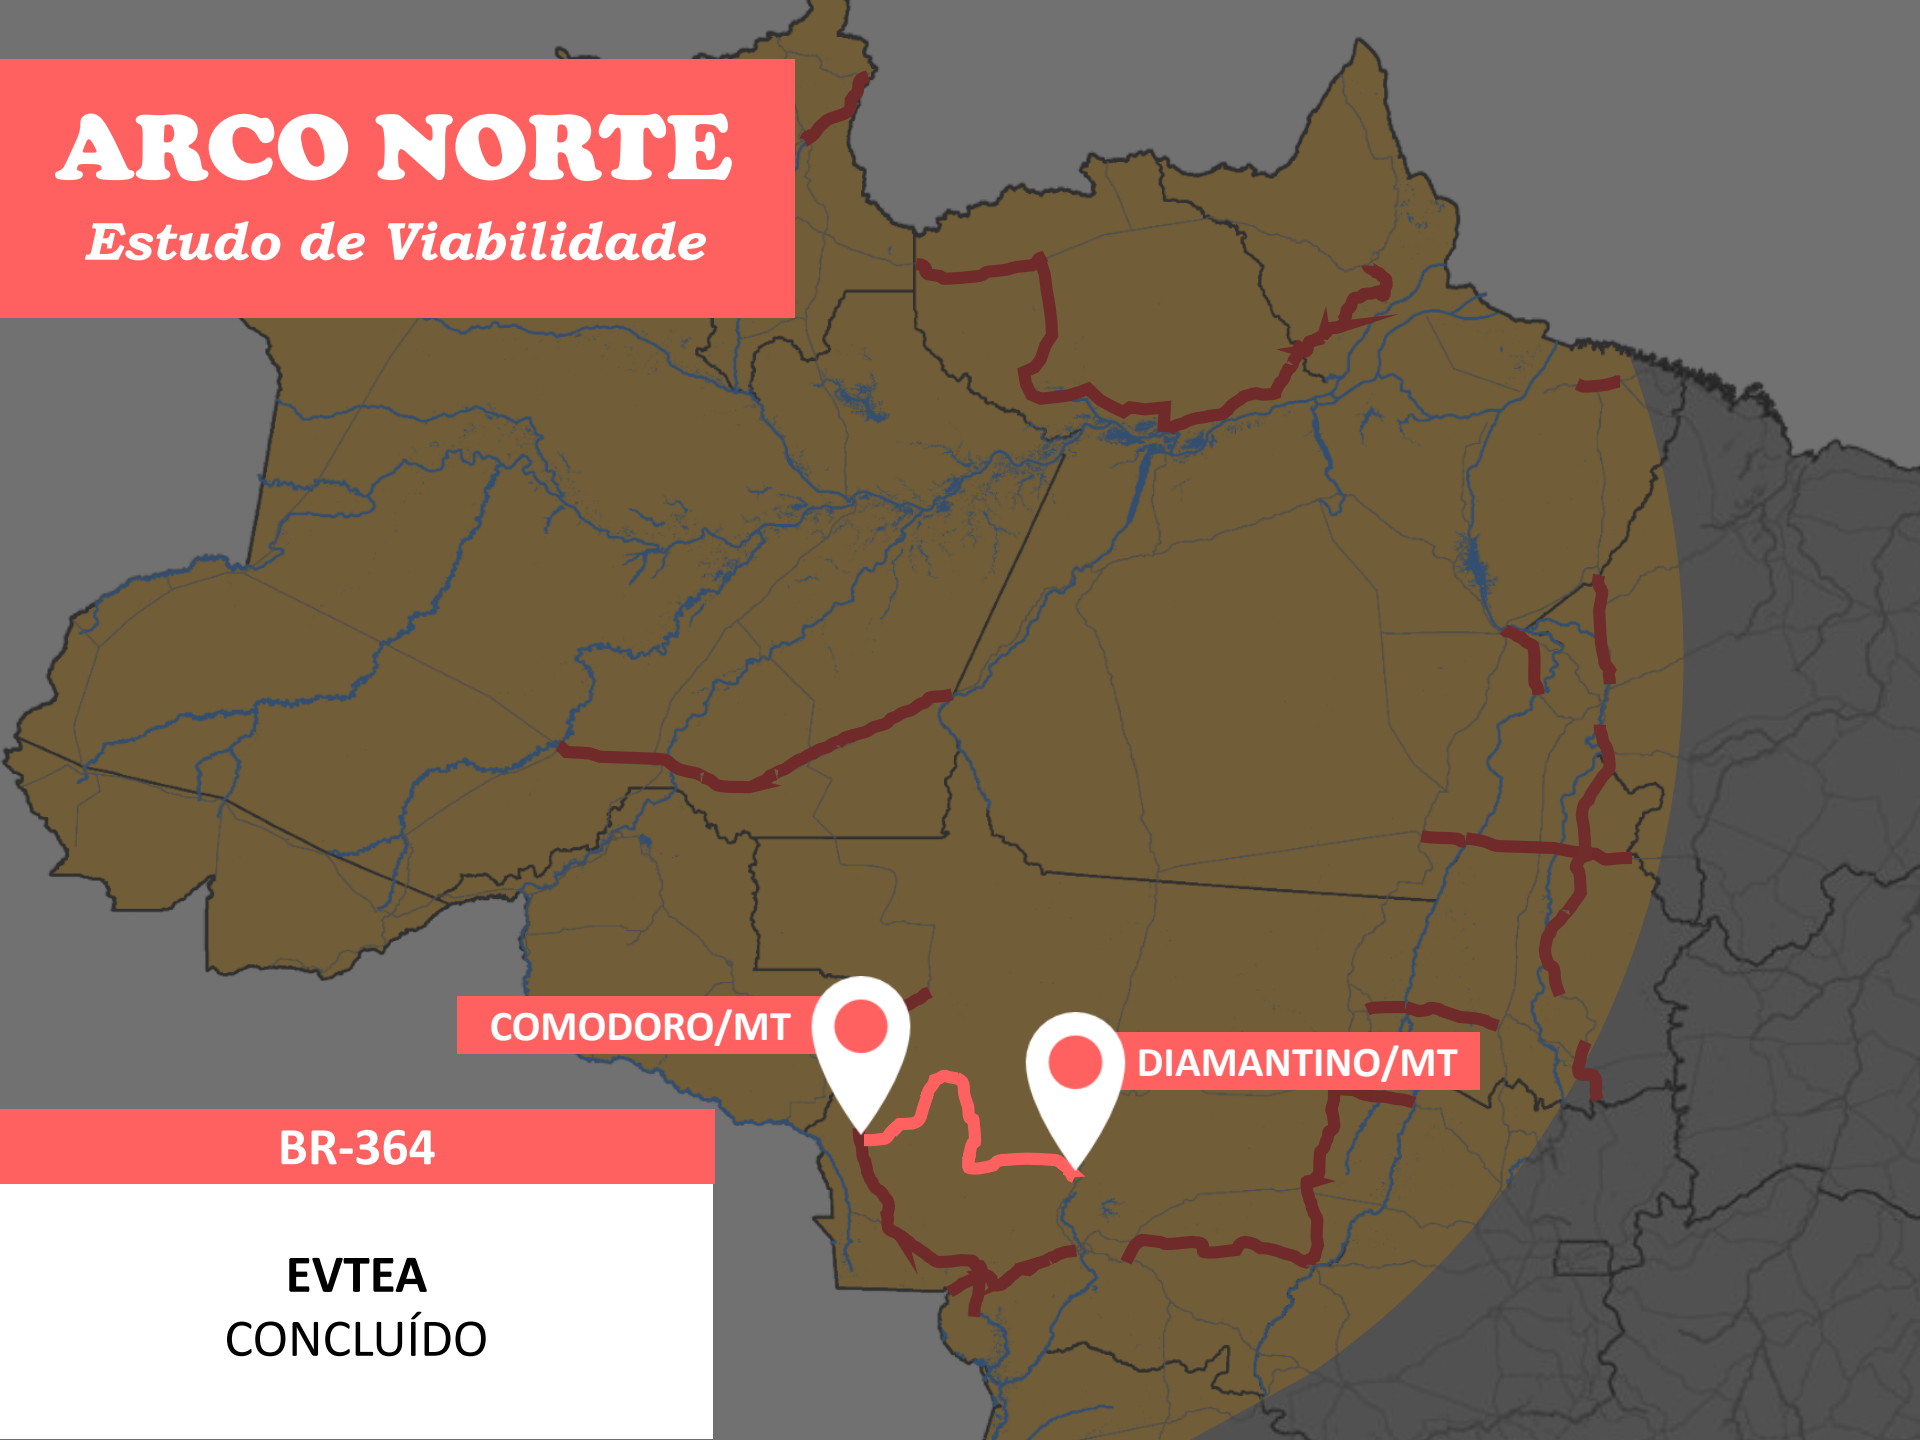 ARCO NORTE
Estudo de Viabilidade
COMODORO/MT
DIAMANTINO/MT
BR-364
EVTEA
CONCLUÍDO